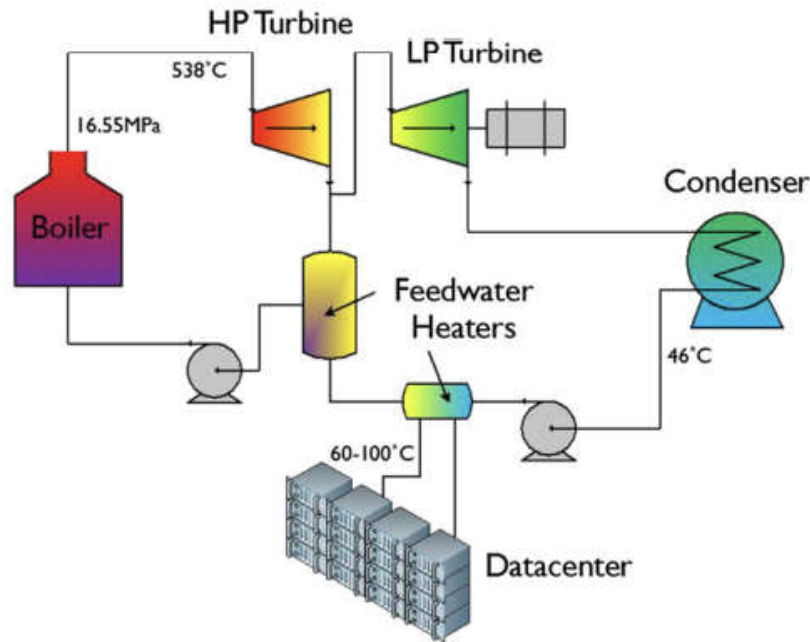 HP Turbine
LP Turbine
538°C
16.55MPa
Condenser
Boiler
Feedwater
Heaters
46°C
60-100°C
Datacenter